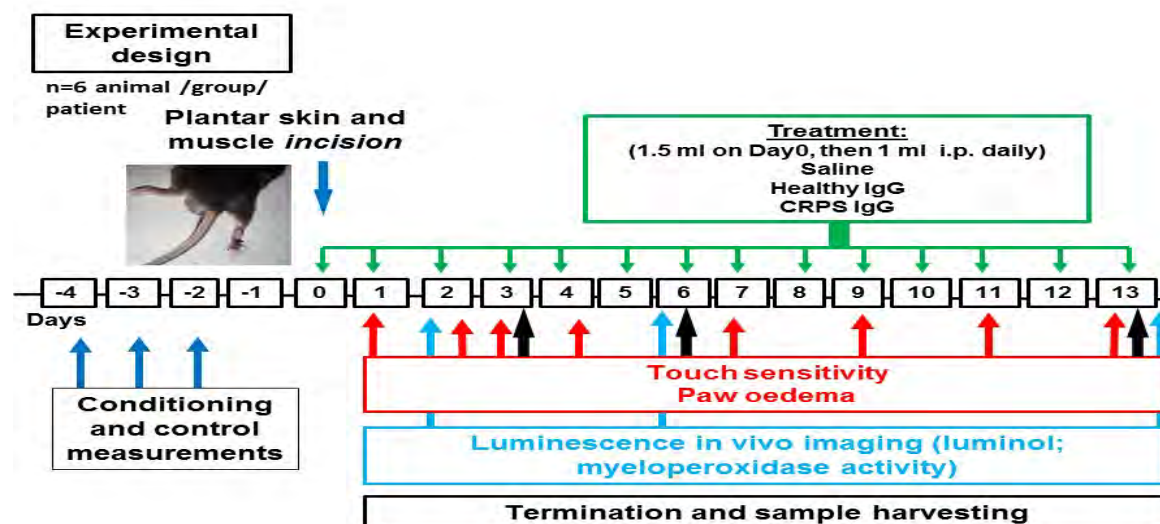 Experimental
design
n=6 animal /group/
patient
Plantar skin and
muscle incision
Treatment:
(1.5 ml on Day0, then 1 ml i.p. daily)
Saline
Healthy IgG
CRPS IgG
-4 -3 -2 -1 0 1 2 3 4 5 6 7 8 9 10 11 12 13
Days
Conditioning
and control
measurements
Touch sensitivity
Paw oedema
Luminescence in vivo imaging (luminol;
myeloperoxidase activity)
Termination and sample harvesting